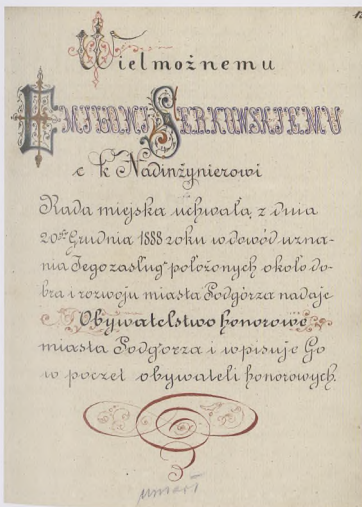 Wielmożnemu
Emilowi Serkowskiemu
c k Nadinżynierowi
Rada miejska uchwałą z dnia
20go Grudnia 1888 roku w dowód uzna-
nia Jego zasług położonych około do-
bra i rozwoju miasta Podgórza nadaje
Obywatelstwo honorowe
miasta Podgórza i wpisuje Go
w poczet obywateli honorowych.
umarł